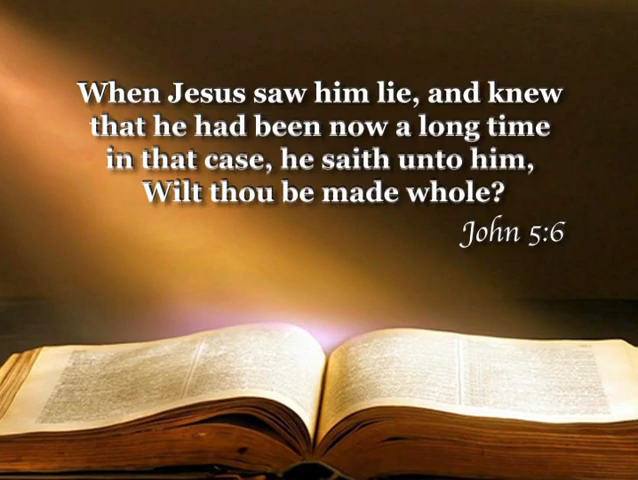 When Jesus saw him lie, and knew
that he had been now a long time
in that case, he saith unto him,
Wilt thou be made whole?
John 5:6